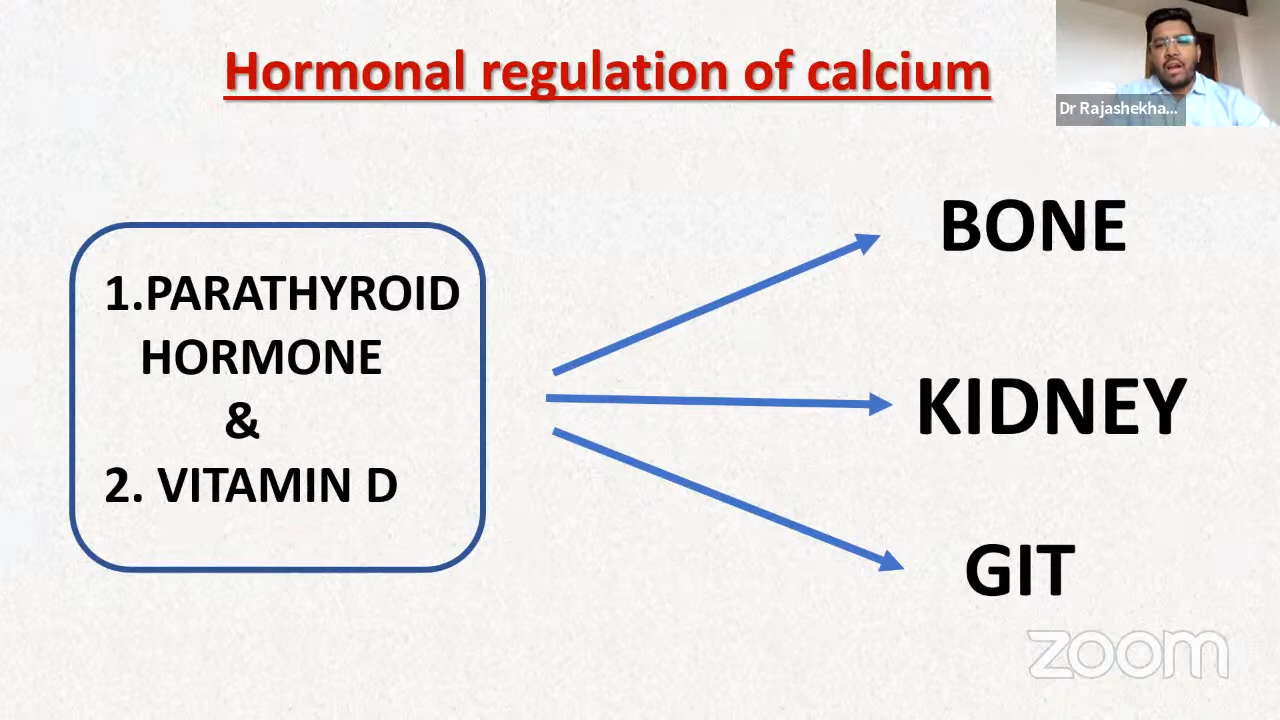 Hormonal regulation of calcium
Dr Rajashekha...
1.PARATHYROID
HORMONE
&
2. VITAMIN D
BONE
KIDNEY
GIT
zoom